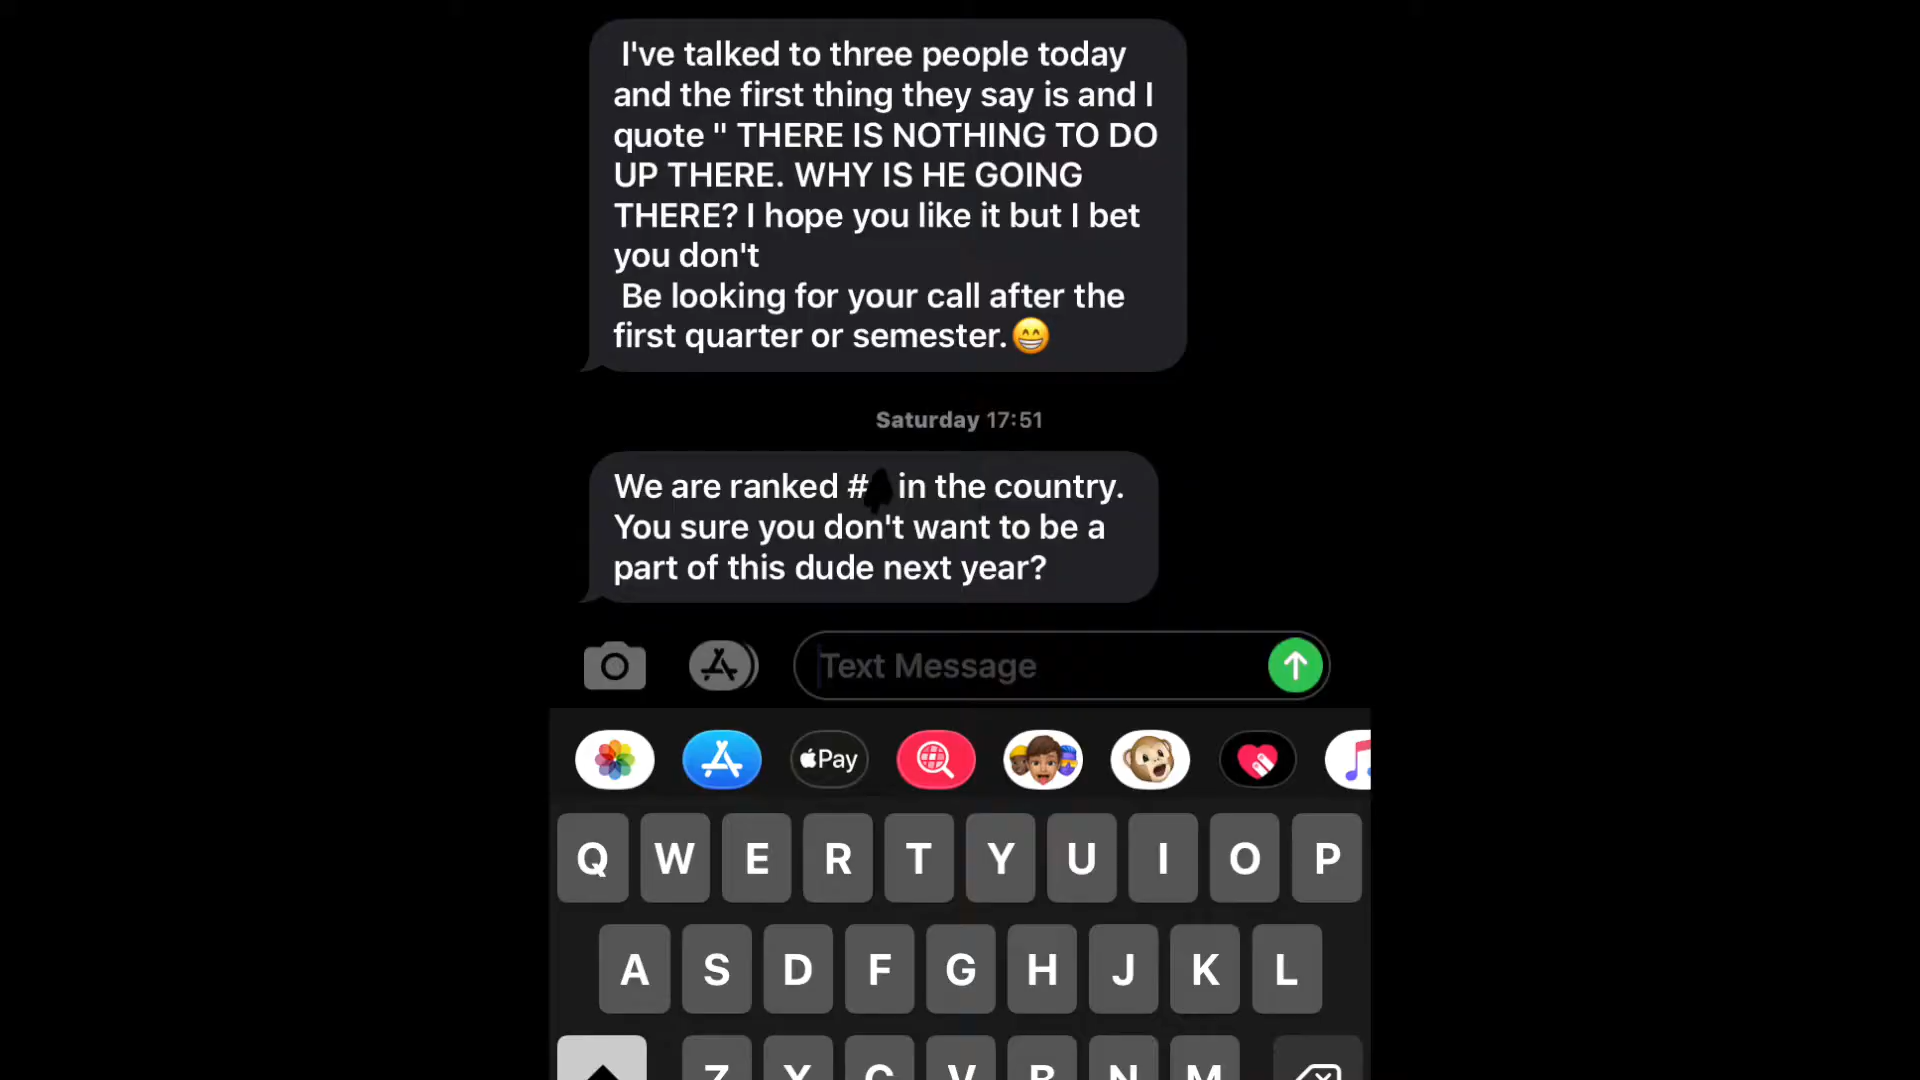 I've talked to three people today
and the first thing they say is and I
quote " THERE IS NOTHING TO DO
UP THERE. WHY IS HE GOING
THERE? I hope you like it but I bet
you don't
Be looking for your call after the
first quarter or semester.😁
Saturday 17:51
We are ranked # in the country.
You sure you don't want to be a
part of this dude next year?
Text Message
Pay
Q W E R T Y U I O P
A S D F G H J K L
Z X C V B N M